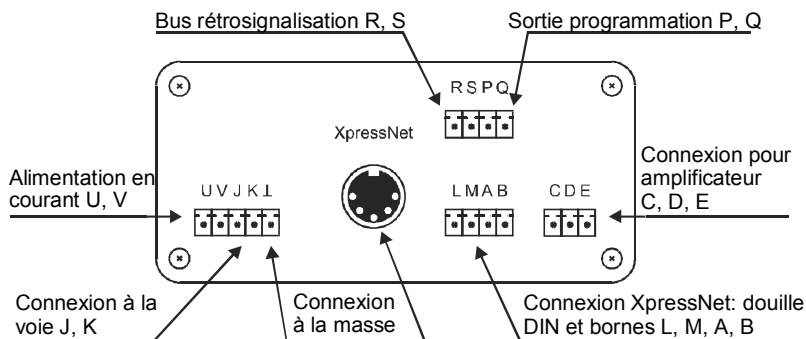 Bus rétrosignalisation R, S
Sortie programmation P, Q
R S P Q
XpressNet
Alimentation en
courant U, V
U V J K ⊥
L M A B
C D E
Connexion pour
amplificateur
C, D, E
Connexion à la
voie J, K
Connexion
à la masse
Connexion XpressNet: douille
DIN et bornes L, M, A, B